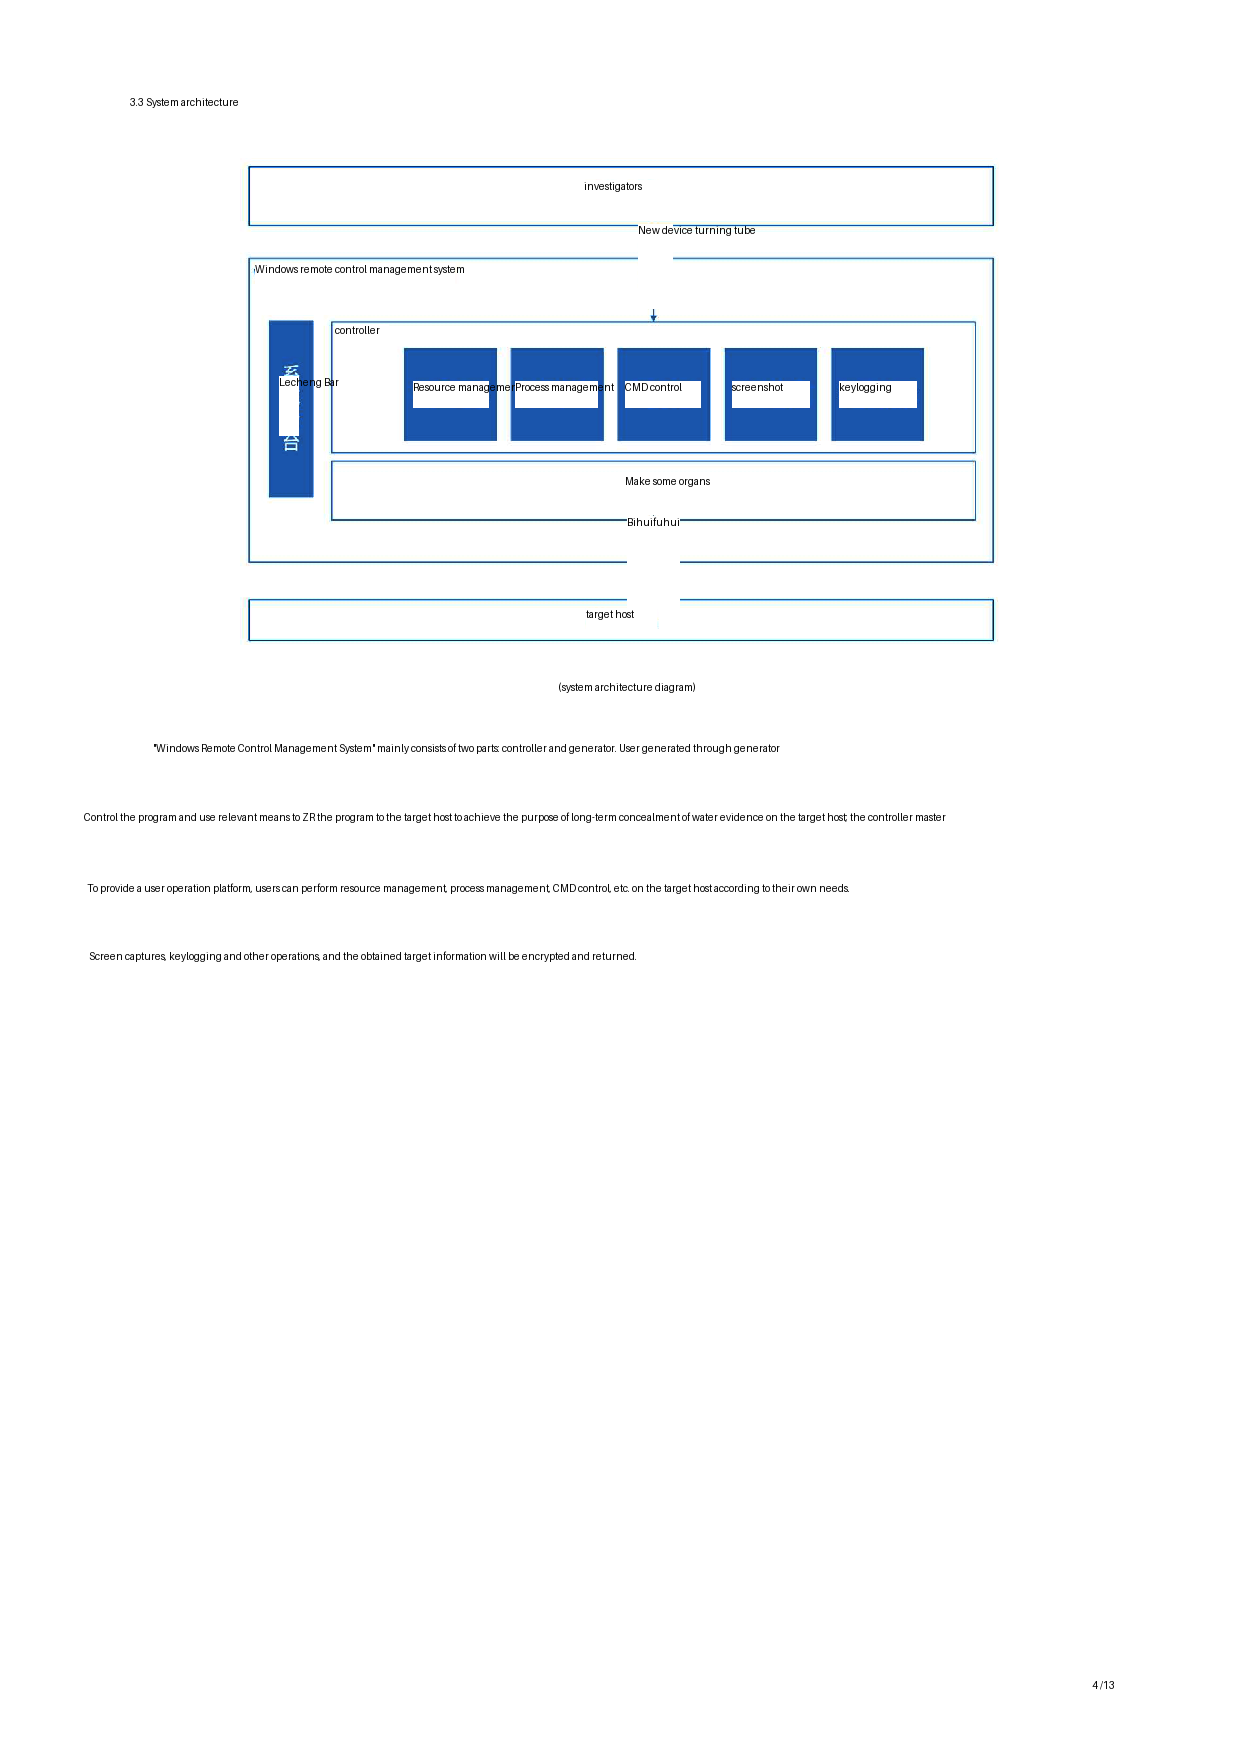 3.3 System architecture
investigators
New device turning tube
Windows remote control management system
controller
系
Lecheng Bar
台
Resource managemer
Process management
CMD control
screenshot
keylogging
Make some organs
Bihuifuhui
target host
(system architecture diagram)
"Windows Remote Control Management System" mainly consists of two parts: controller and generator. User generated through generator
Control the program and use relevant means to ZR the program to the target host to achieve the purpose of long-term concealment of water evidence on the target host; the controller master
To provide a user operation platform, users can perform resource management, process management, CMD control, etc. on the target host according to their own needs.
Screen captures, keylogging and other operations, and the obtained target information will be encrypted and returned.
4 /13